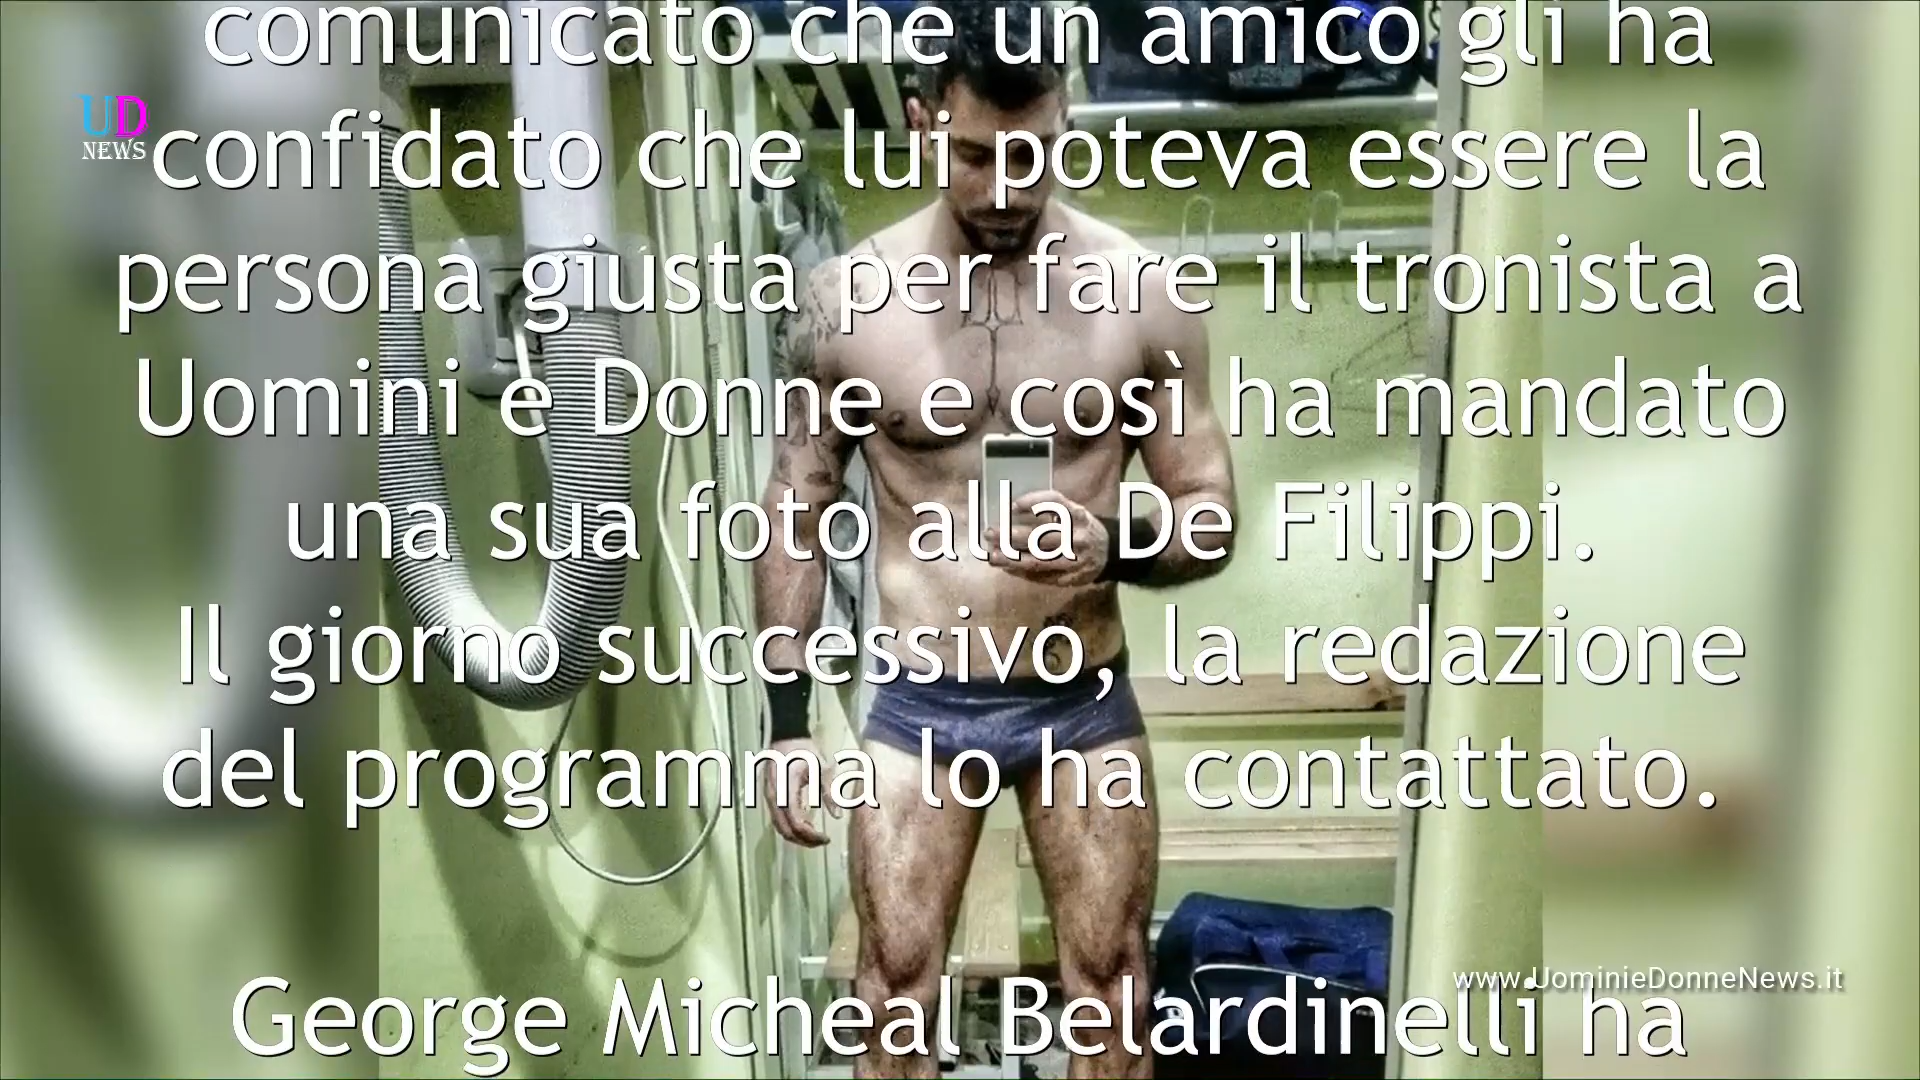 comunicato che un amico gli ha
UD
NEWS
confidato che lui poteva essere la
persona giusta per fare il tronista a
Uomini e Donne e così ha mandato
una sua foto alla De Filippi.
Il giorno successivo, la redazione
del programma lo ha contattato.
www.UominieDonneNews.it
George Micheal Belardinelli ha